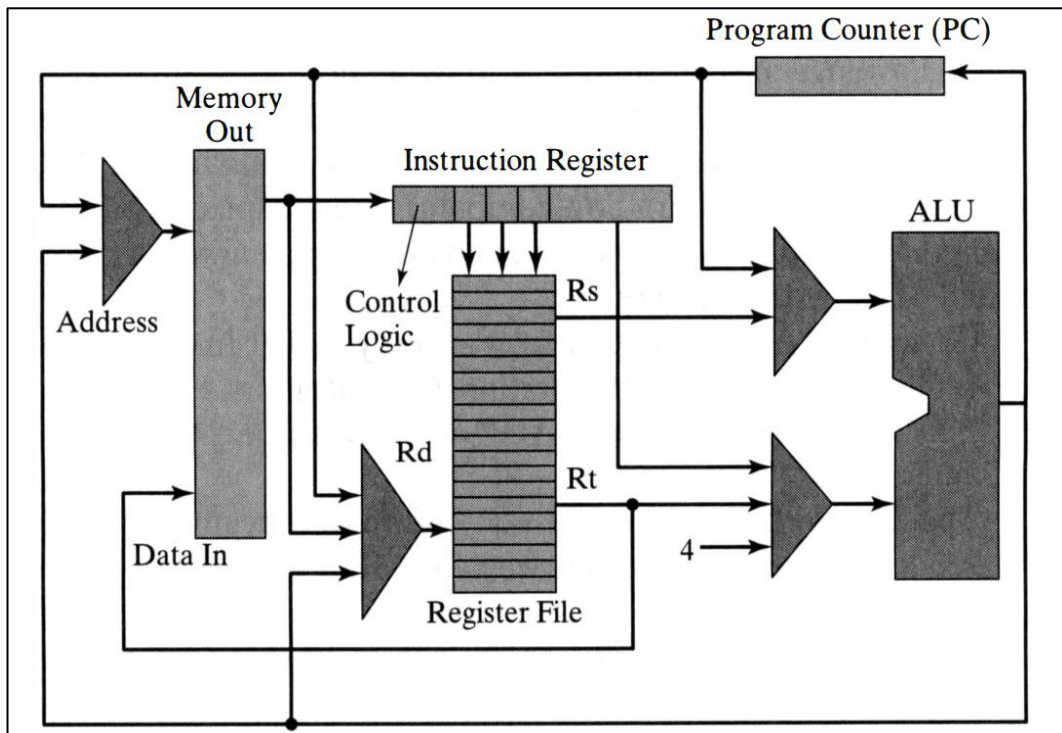 Program Counter (PC)
Memory
Out
Instruction Register
ALU
Control
Logic
Rs
Address
Rd
Rt
Data In
4
Register File